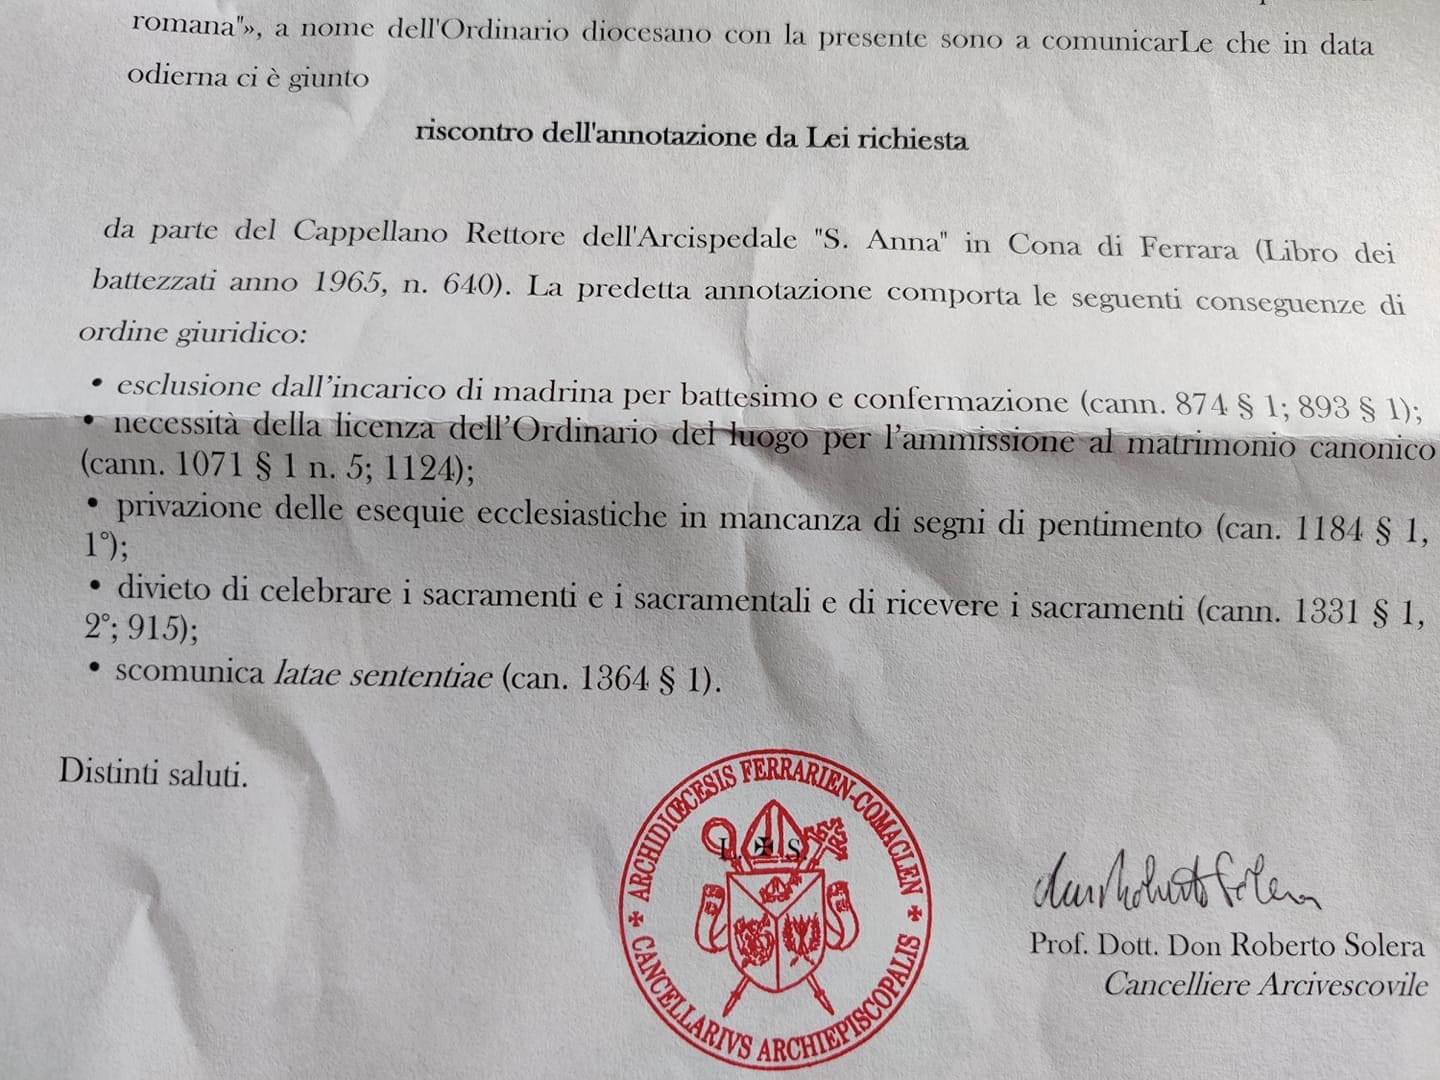 romana"», a nome dell'Ordinario diocesano con la presente sono a comunicarLe che in data
odierna ci è giunto
riscontro dell'annotazione da Lei richiesta
da parte del Cappellano Rettore dell'Arcispedale "S. Anna" in Cona di Ferrara (Libro dei
battezzati anno 1965, n. 640). La predetta annotazione comporta le seguenti conseguenze di
ordine giuridico:
• esclusione dall’incarico di madrina per battesimo e confermazione (cann. 874 § 1; 893 § 1);
• necessità della licenza dell’Ordinario del luogo per l’ammissione al matrimonio canonico
(cann. 1071 § 1 n. 5; 1124);
• privazione delle esequie ecclesiastiche in mancanza di segni di pentimento (can. 1184 § 1,
1°);
• divieto di celebrare i sacramenti e i sacramentali e di ricevere i sacramenti (cann. 1331 § 1,
2°; 915);
• scomunica latae sententiae (can. 1364 § 1).
Distinti saluti.
ARCHIDIŒCESIS FERRARIEN-COMACLEN
L. ✠ S.
CANCELLARIVS ARCHIEPISCOPALIS
Roberto Solera
Prof. Dott. Don Roberto Solera
Cancelliere Arcivescovile